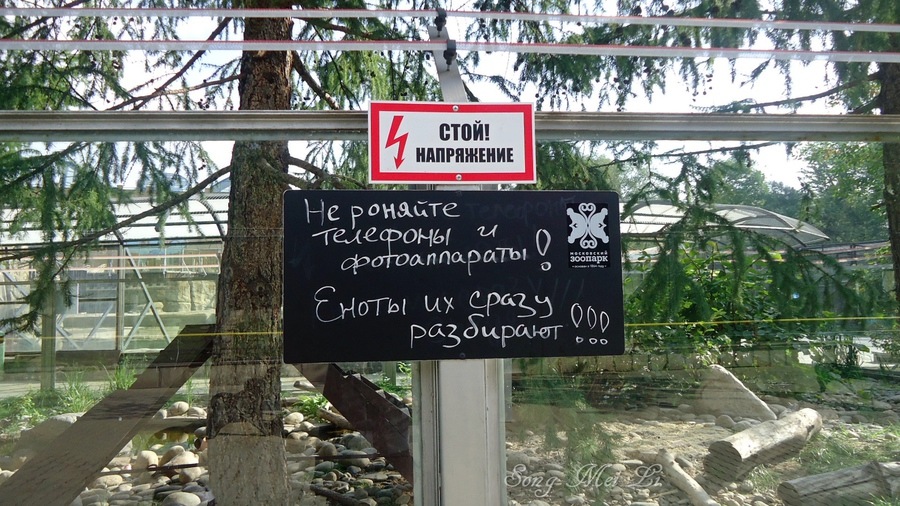 СТОЙ!
НАПРЯЖЕНИЕ
Не роняйте
телефоны и
фотоаппараты!
Еноты их сразу
разбирают!!!
МОСКОВСКИЙ
ЗООПАРК
Song Mei Li